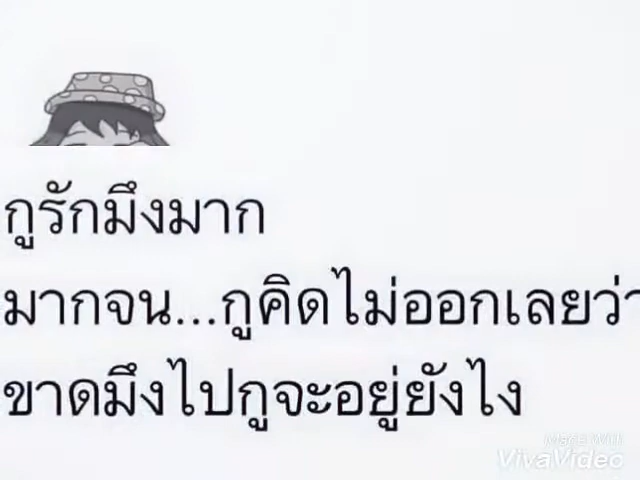 กูรักมึงมาก
มากจน...กูคิดไม่ออกเลยว่า
ขาดมึงไปกูจะอยู่ยังไง
Made With
VivaVideo